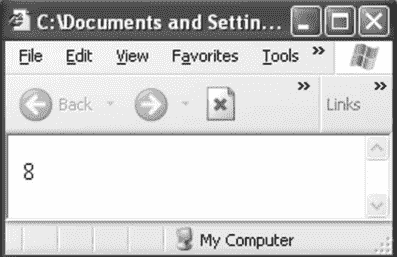 C:\Documents and Settin...
File Edit View Favorites Tools »
Back » Links »
8
My Computer